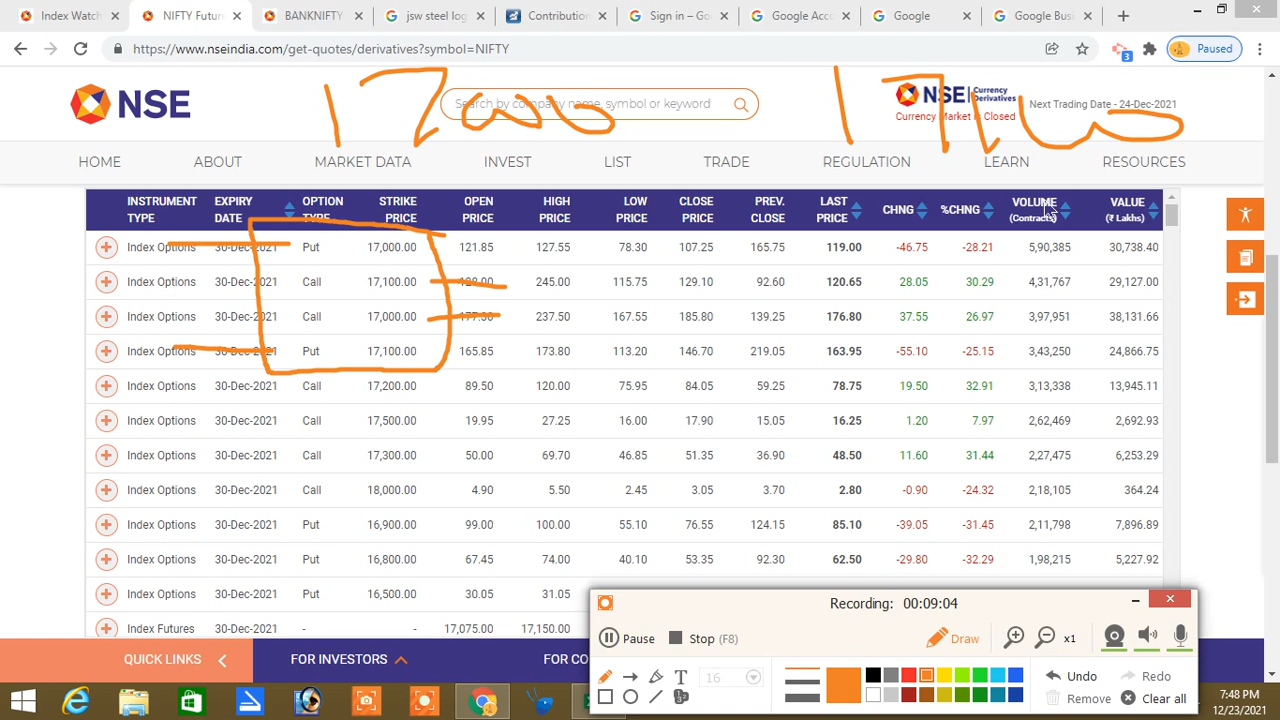 Index Watch
NIFTY Futur
BANKNIFTY
jsw steel log
Contribution
Sign in – Go
Google Acco
Google
Google Bus
https://www.nseindia.com/get-quotes/derivatives?symbol=NIFTY
3
Paused
17000
NSE
Search by company name, symbol or keyword
NSE Currency Derivatives
Currency Market is Closed
Next Trading Date - 24-Dec-2021
HOME ABOUT MARKET DATA INVEST LIST TRADE REGULATION LEARN RESOURCES
INSTRUMENT TYPE EXPIRY DATE OPTION TYPE STRIKE PRICE OPEN PRICE HIGH PRICE LOW PRICE CLOSE PRICE PREV. CLOSE LAST PRICE CHNG %CHNG VOLUME (Contracts) VALUE (₹ Lakhs)
Index Options 30-Dec-2021 Put 17,000.00 121.85 127.55 78.30 107.25 165.75 119.00 -46.75 -28.21 5,90,385 30,738.40
Index Options 30-Dec-2021 Call 17,100.00 245.00 115.75 129.10 92.60 120.65 28.05 30.29 4,31,767 29,127.00
Index Options 30-Dec-2021 Call 17,000.00 177.30 237.50 167.55 185.80 139.25 176.80 37.55 26.97 3,97,951 38,131.66
Index Options 30-Dec-2021 Put 17,100.00 165.85 173.80 113.20 146.70 219.05 163.95 -55.10 -25.15 3,43,250 24,866.75
Index Options 30-Dec-2021 Call 17,200.00 89.50 120.00 75.95 84.05 59.25 78.75 19.50 32.91 3,13,338 13,945.11
Index Options 30-Dec-2021 Call 17,500.00 19.95 27.25 16.00 17.90 15.05 16.25 1.20 7.97 2,62,469 2,692.93
Index Options 30-Dec-2021 Call 17,300.00 50.00 69.70 46.85 51.35 36.90 48.50 11.60 31.44 2,27,475 6,253.29
Index Options 30-Dec-2021 Call 18,000.00 4.90 5.50 2.45 3.05 3.70 2.80 -0.90 -24.32 2,18,105 364.24
Index Options 30-Dec-2021 Put 16,900.00 99.00 100.00 55.10 76.55 124.15 85.10 -39.05 -31.45 2,11,798 7,896.89
Index Options 30-Dec-2021 Put 16,800.00 67.45 74.00 40.10 53.35 92.30 62.50 -29.80 -32.29 1,98,215 5,227.92
Index Options 30-Dec-2021 Put 16,500.00 30.05 31.05
Index Futures 30-Dec-2021 - - 17,075.00 17,150.00
QUICK LINKS FOR INVESTORS FOR CO
Recording: 00:09:04
Pause Stop (F8) Draw x1
T 16 Undo Redo
Remove Clear all
7:48 PM
12/23/2021